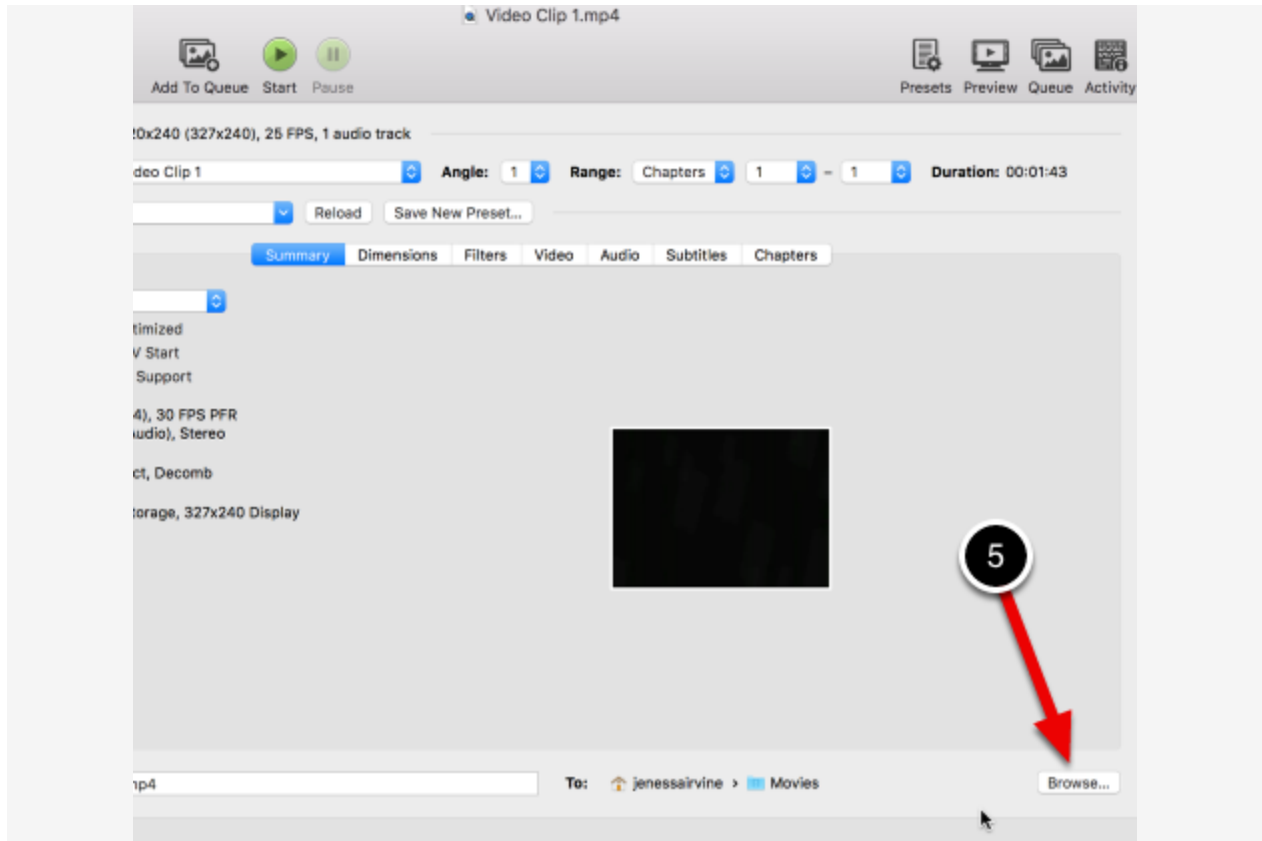 Video Clip 1.mp4
Add To Queue Start Pause
Presets Preview Queue Activity
20x240 (327x240), 25 FPS, 1 audio track
deo Clip 1 Angle: 1 Range: Chapters 1 - 1 Duration: 00:01:43
Reload Save New Preset...
Summary Dimensions Filters Video Audio Subtitles Chapters
timized
V Start
Support
4), 30 FPS PFR
udio), Stereo
ct, Decomb
torage, 327x240 Display
5
mp4 To: jenessairvine › Movies Browse...